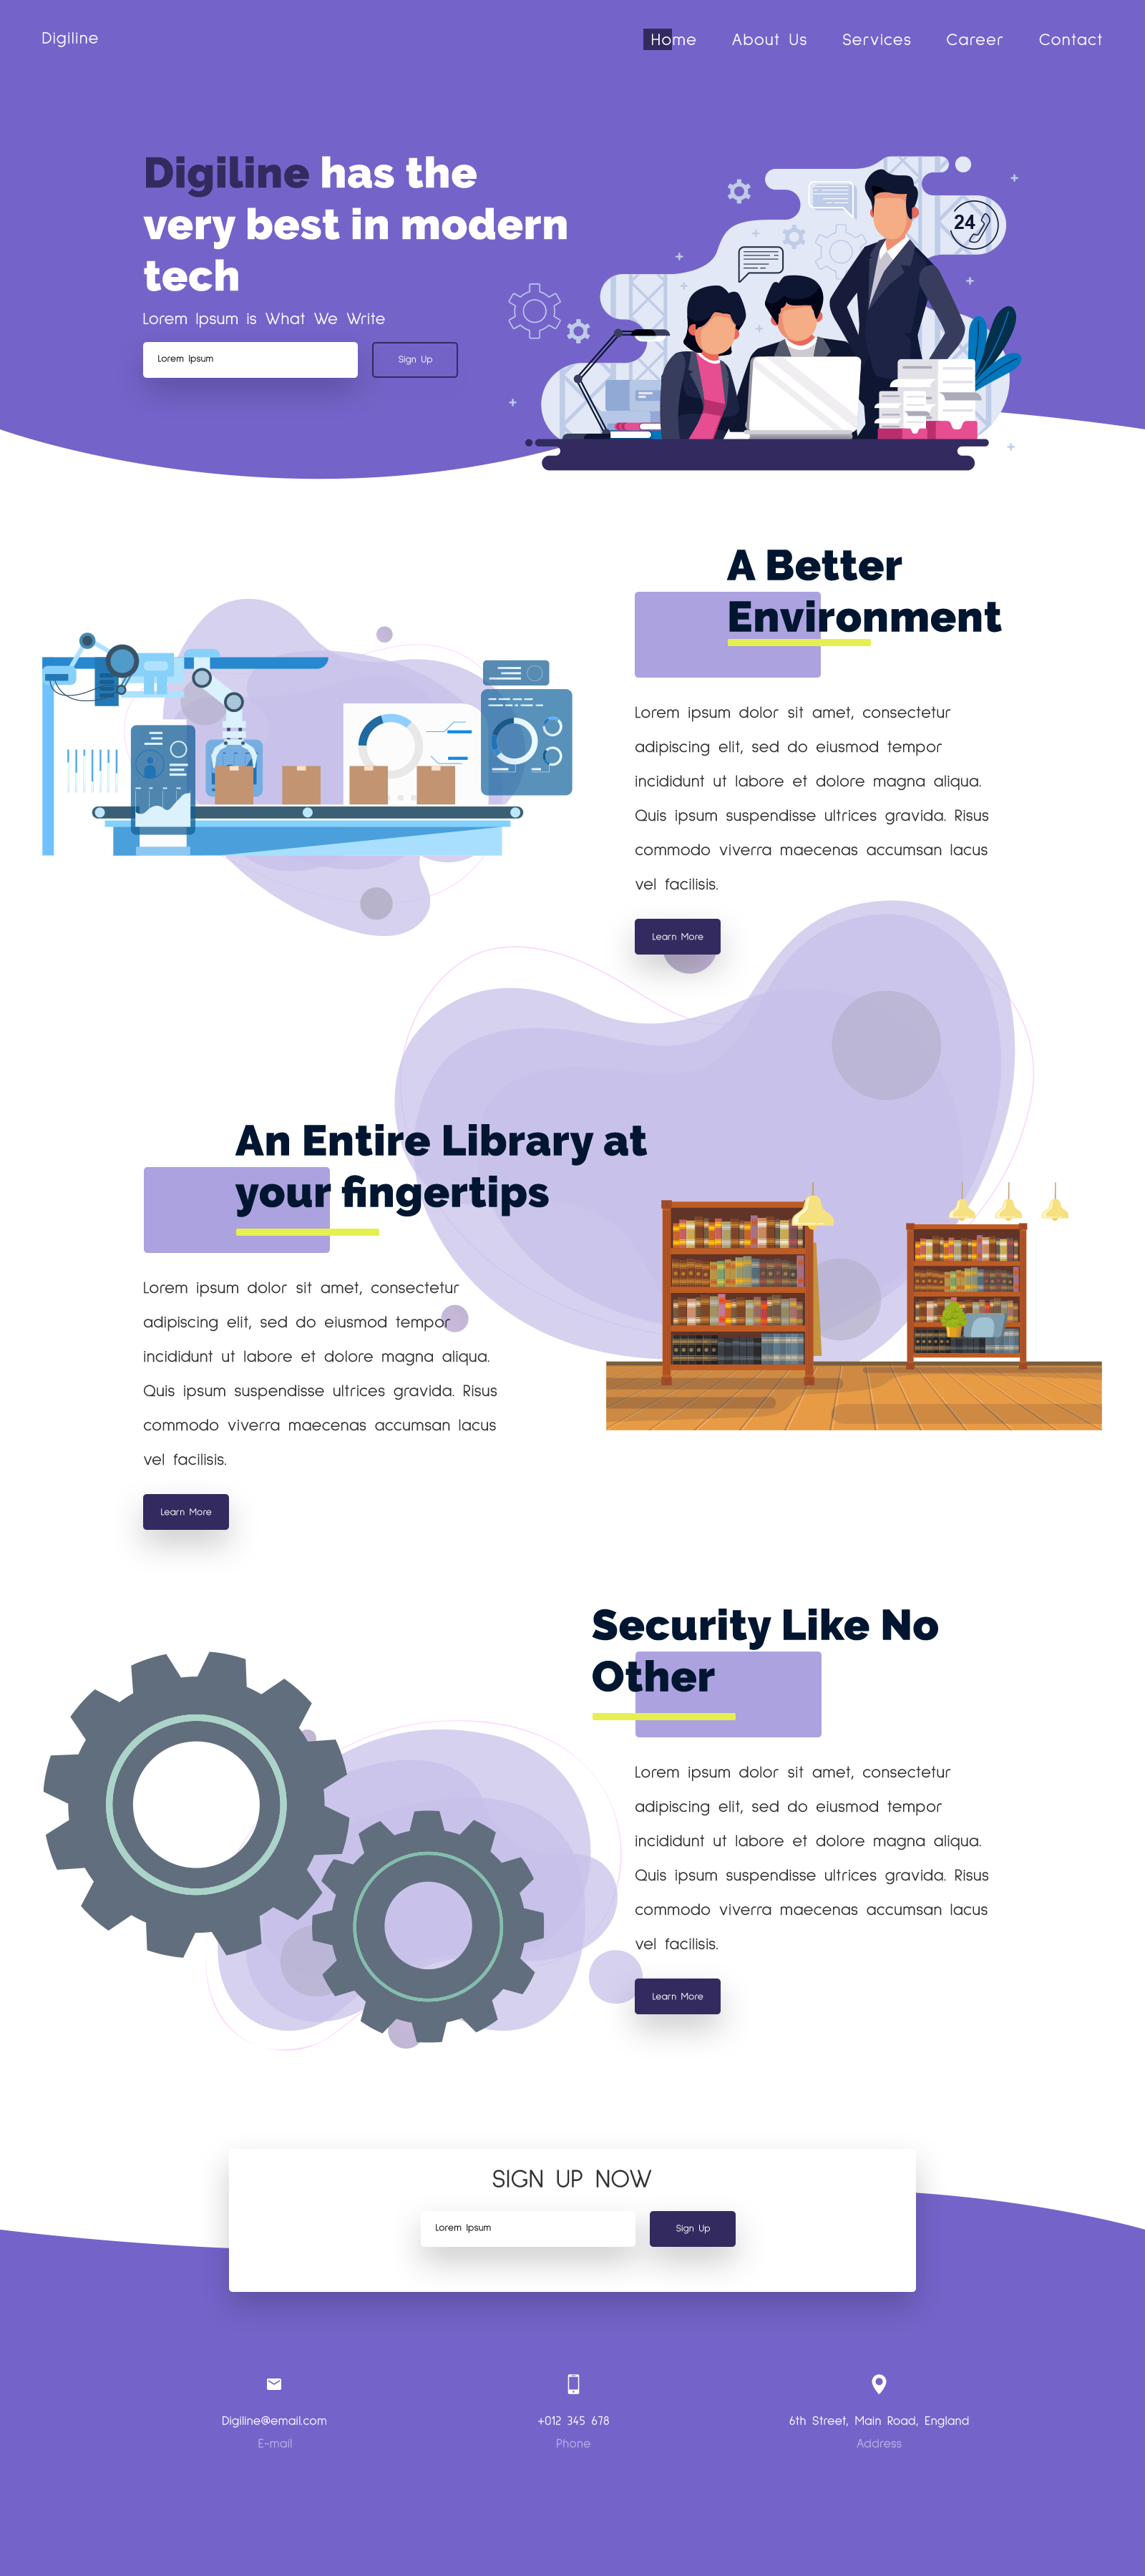 Digiline
Home About Us Services Career Contact
Digiline has the
very best in modern
tech
Lorem Ipsum is What We Write
Lorem Ipsum
Sign Up
24
A Better
Environment
Lorem ipsum dolor sit amet, consectetur
adipiscing elit, sed do eiusmod tempor
incididunt ut labore et dolore magna aliqua.
Quis ipsum suspendisse ultrices gravida. Risus
commodo viverra maecenas accumsan lacus
vel facilisis.
Learn More
An Entire Library at
your fingertips
Lorem ipsum dolor sit amet, consectetur
adipiscing elit, sed do eiusmod tempor
incididunt ut labore et dolore magna aliqua.
Quis ipsum suspendisse ultrices gravida. Risus
commodo viverra maecenas accumsan lacus
vel facilisis.
Learn More
Security Like No
Other
Lorem ipsum dolor sit amet, consectetur
adipiscing elit, sed do eiusmod tempor
incididunt ut labore et dolore magna aliqua.
Quis ipsum suspendisse ultrices gravida. Risus
commodo viverra maecenas accumsan lacus
vel facilisis.
Learn More
SIGN UP NOW
Lorem Ipsum
Sign Up
Digiline@email.com
E-mail
+012 345 678
Phone
6th Street, Main Road, England
Address